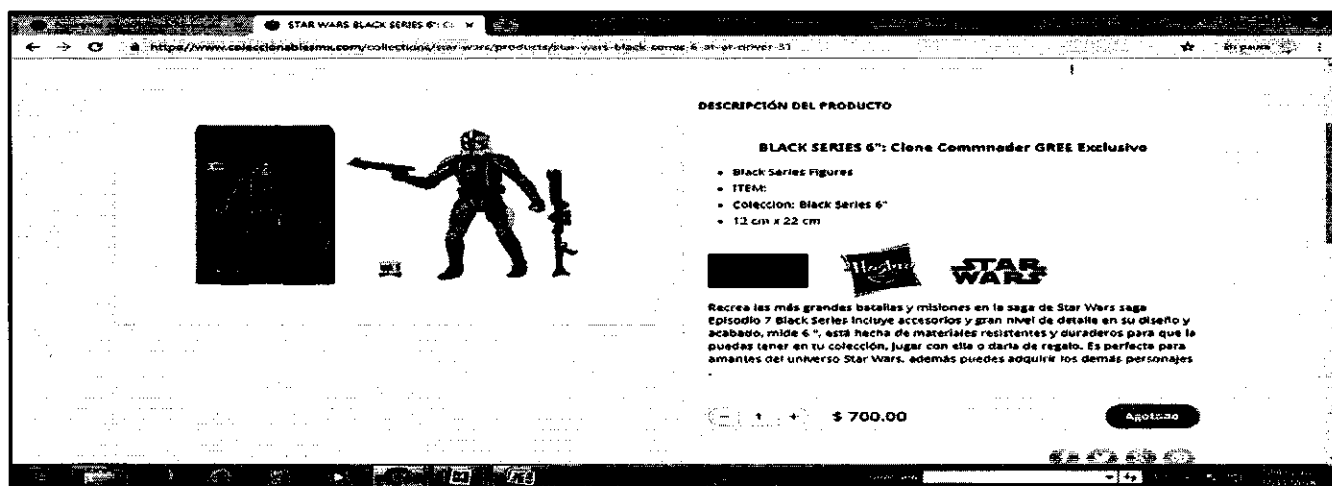 STAR WARS BLACK SERIES 6": C
https://www.coleccionablesmx.com/collections/star-wars/products/star-wars-black-series-6-at-at-driver-31
En pausa
DESCRIPCIÓN DEL PRODUCTO
BLACK SERIES 6": Clone Commnader GREE Exclusivo
• Black Series Figures
• ITEM:
• Coleccion: Black Series 6"
• 12 cm x 22 cm
Hasbro
STAR
WARS
Recrea las más grandes batallas y misiones en la saga de Star Wars saga
Episodio 7 Black Series incluye accesorios y gran nivel de detalle en su diseño y
acabado, mide 6 ", está hecha de materiales resistentes y duraderos para que la
puedas tener en tu colección, jugar con ella o darla de regalo. Es perfecta para
amantes del universo Star Wars, además puedes adquirir los demás personajes
.
− 1 + $ 700.00
Agotado